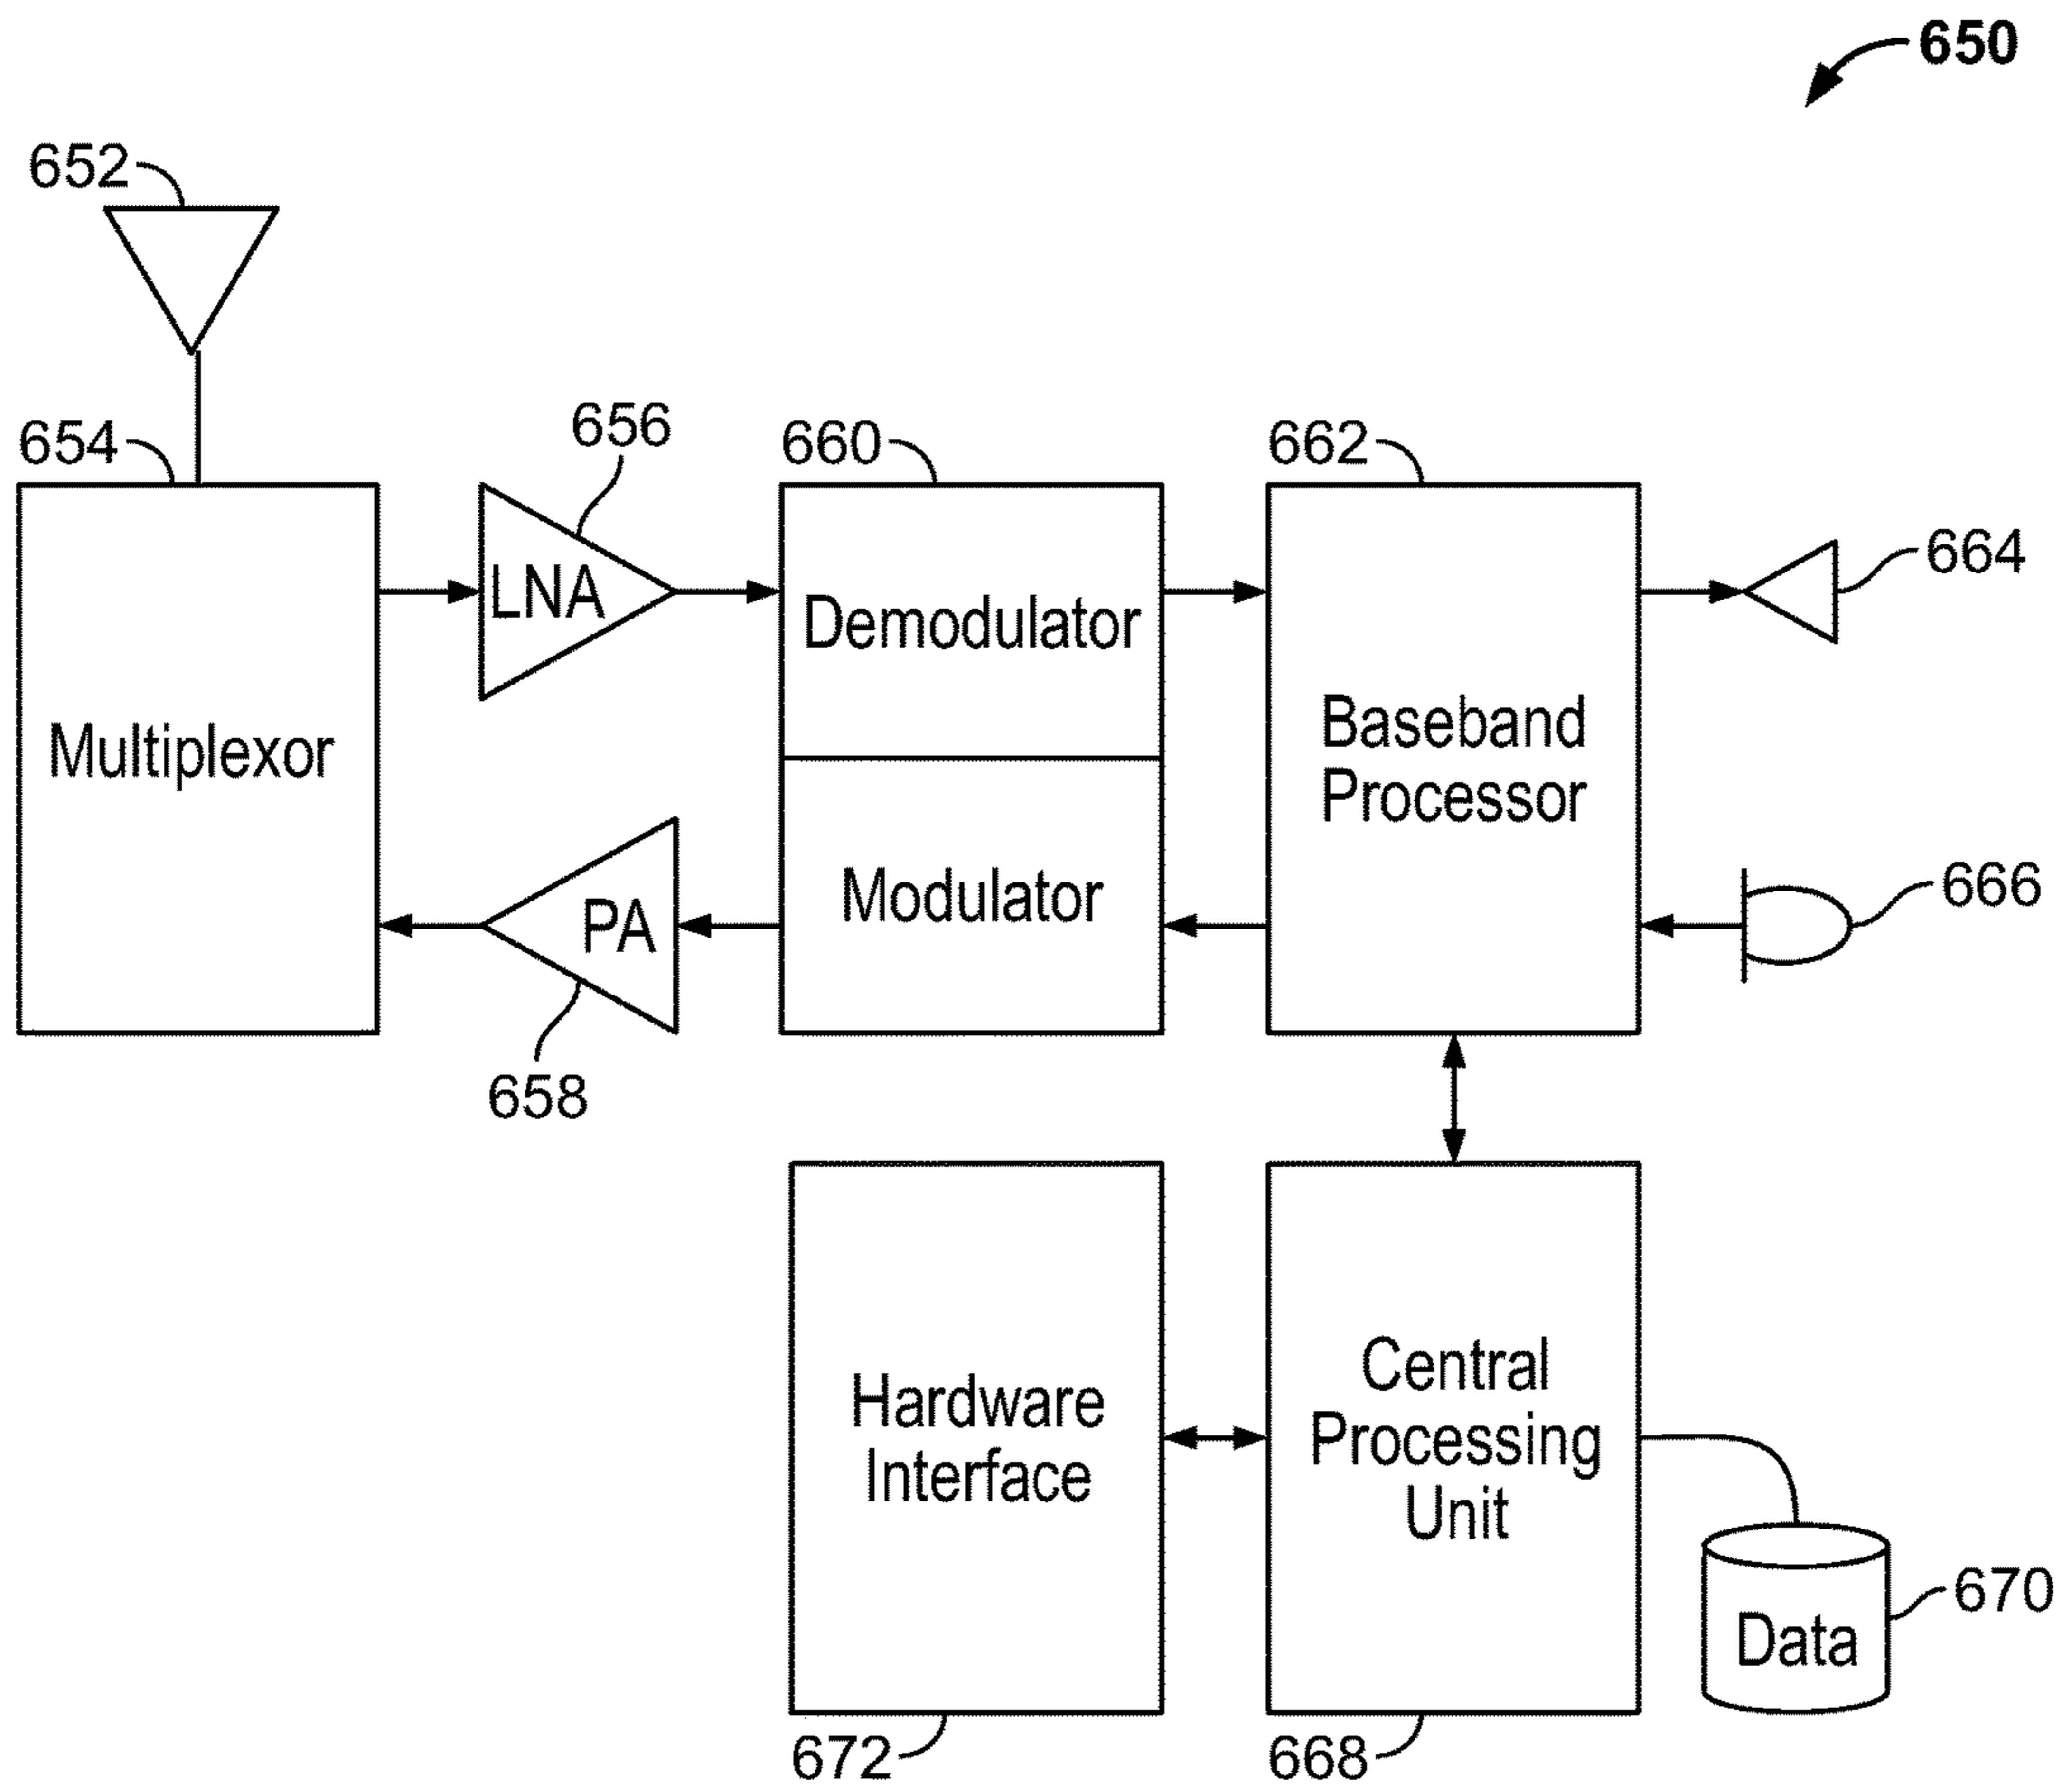 650
652
654
656
660
662
LNA
Demodulator
664
Multiplexor
Baseband
Processor
PA
Modulator
666
658
Hardware
Interface
Central
Processing
Unit
670
Data
672
668